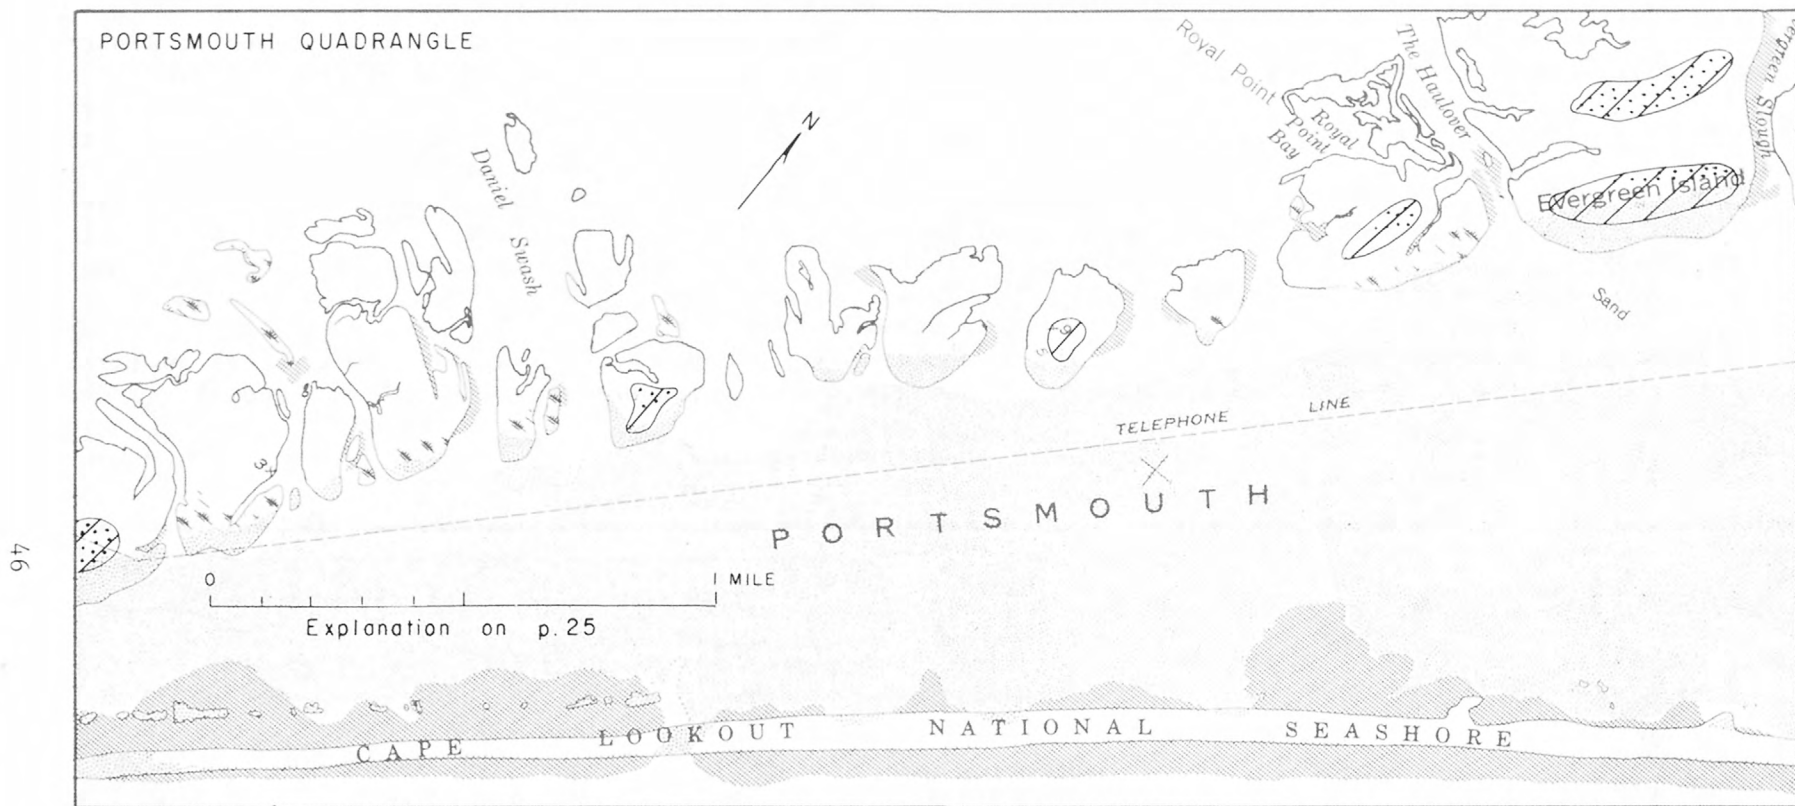 PORTSMOUTH QUADRANGLE
N
Royal Point
The Haulover
Royal
Point
Bay
Slough
Evergreen Island
Daniel
Swash
Sand
TELEPHONE LINE
PORTSMOUTH
3
0 1 MILE
Explanation on p. 25
CAPE LOOKOUT NATIONAL SEASHORE
46